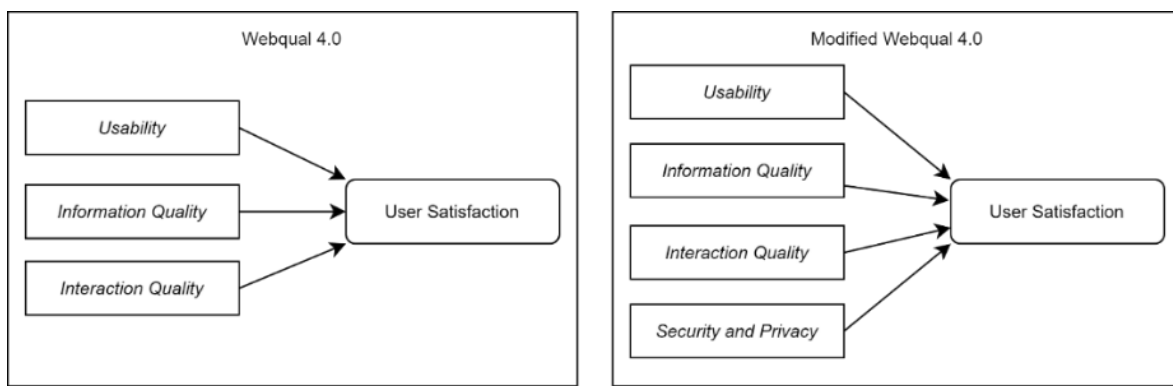 Webqual 4.0
Usability
Information Quality
Interaction Quality
User Satisfaction
Modified Webqual 4.0
Usability
Information Quality
Interaction Quality
Security and Privacy
User Satisfaction